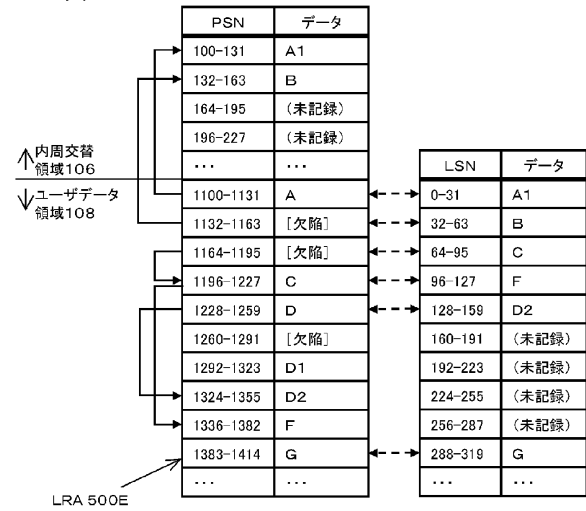 PSN データ
100-131 A1
132-163 B
164-195 (未記録)
196-227 (未記録)
... ...
↑内周交替
領域106
↓ユーザデータ
領域108
1100-1131 A
1132-1163 [欠陥]
1164-1195 [欠陥]
1196-1227 C
1228-1259 D
1260-1291 [欠陥]
1292-1323 D1
1324-1355 D2
1336-1382 F
1383-1414 G
... ...
LRA 500E
LSN データ
0-31 A1
32-63 B
64-95 C
96-127 F
128-159 D2
160-191 (未記録)
192-223 (未記録)
224-255 (未記録)
256-287 (未記録)
288-319 G
... ...